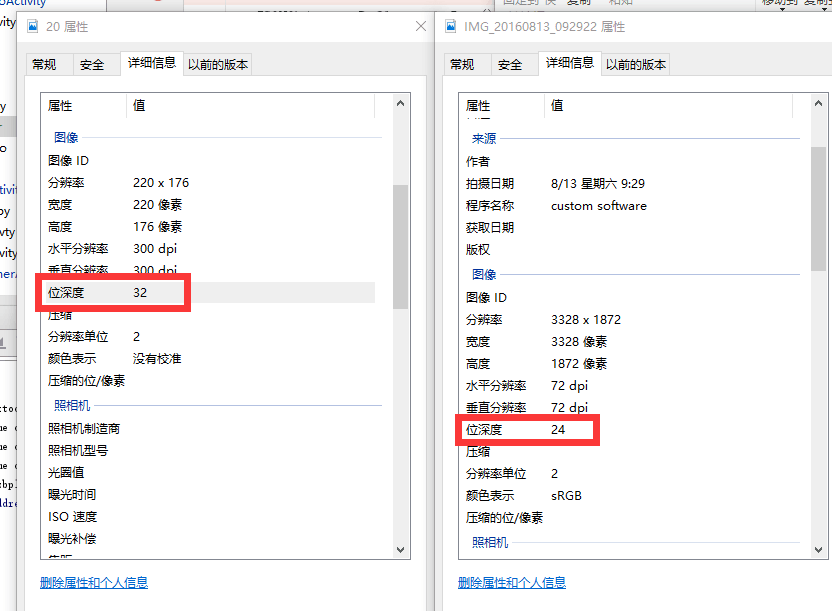 20 属性
常规 安全 详细信息 以前的版本
属性 值
图像
图像 ID
分辨率 220 x 176
宽度 220 像素
高度 176 像素
水平分辨率 300 dpi
垂直分辨率 300 dpi
位深度 32
压缩
分辨率单位 2
颜色表示 没有校准
压缩的位/像素
照相机
照相机制造商
照相机型号
光圈值
曝光时间
ISO 速度
曝光补偿
删除属性和个人信息
IMG_20160813_092922 属性
常规 安全 详细信息 以前的版本
属性 值
来源
作者
拍摄日期 8/13 星期六 9:29
程序名称 custom software
获取日期
版权
图像
图像 ID
分辨率 3328 x 1872
宽度 3328 像素
高度 1872 像素
水平分辨率 72 dpi
垂直分辨率 72 dpi
位深度 24
压缩
分辨率单位 2
颜色表示 sRGB
压缩的位/像素
照相机
删除属性和个人信息